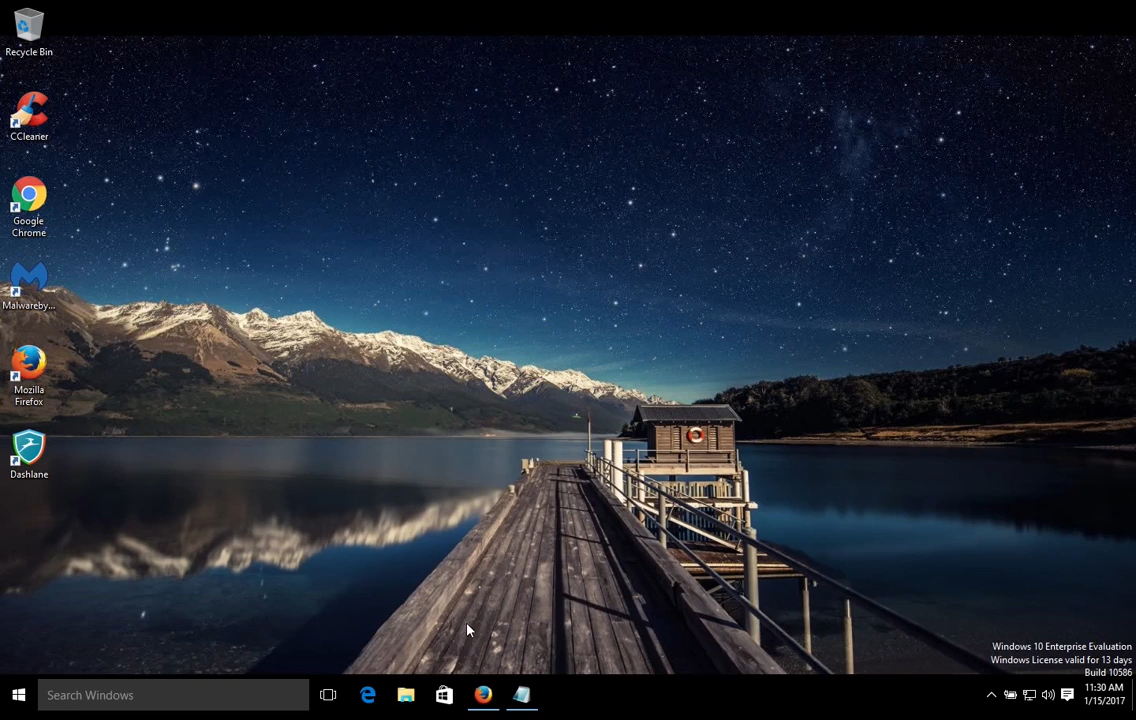 Recycle Bin
CCleaner
Google
Chrome
Malwareby...
Mozilla
Firefox
Dashlane
Windows 10 Enterprise Evaluation
Windows License valid for 13 days
Build 10586
Search Windows
11:30 AM
1/15/2017